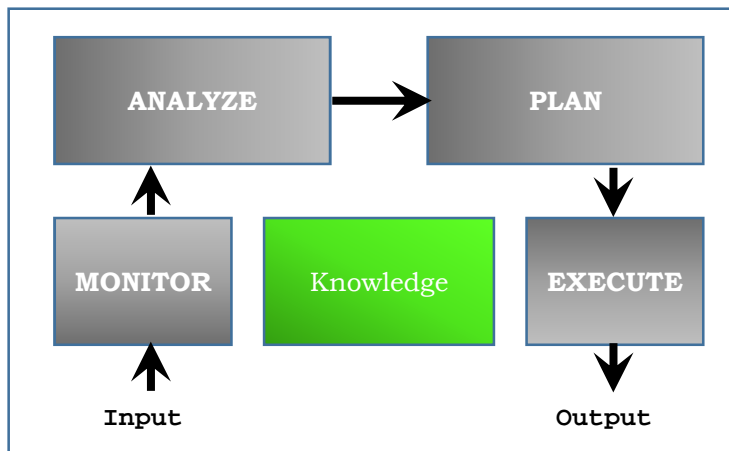 ANALYZE
PLAN
MONITOR
Knowledge
EXECUTE
Input
Output